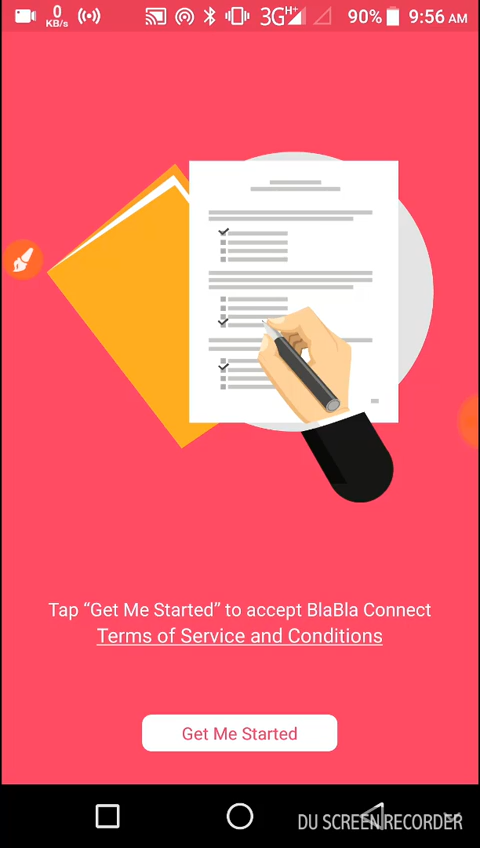 0
KB/s
3G H+ 90% 9:56 AM
Tap “Get Me Started” to accept BlaBla Connect
Terms of Service and Conditions
Get Me Started
DU SCREEN RECORDER